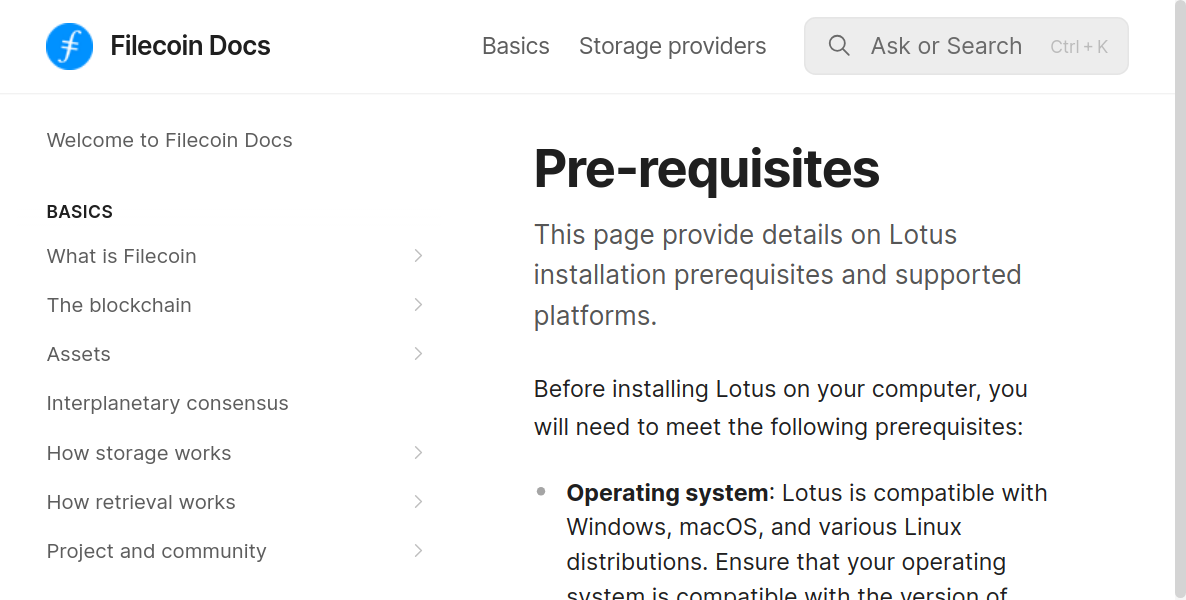 Filecoin Docs
Basics
Storage providers
Ask or Search
Ctrl + K
Welcome to Filecoin Docs
BASICS
What is Filecoin
The blockchain
Assets
Interplanetary consensus
How storage works
How retrieval works
Project and community
Pre-requisites
This page provide details on Lotus
installation prerequisites and supported
platforms.
Before installing Lotus on your computer, you
will need to meet the following prerequisites:
Operating system: Lotus is compatible with
Windows, macOS, and various Linux
distributions. Ensure that your operating
system is compatible with the version of